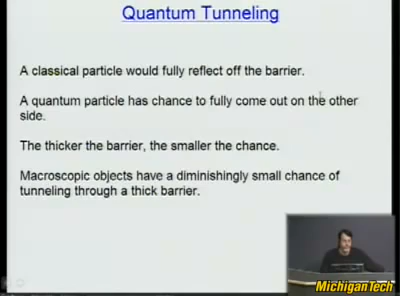 Quantum Tunneling
A classical particle would fully reflect off the barrier.
A quantum particle has chance to fully come out on the other
side.
The thicker the barrier, the smaller the chance.
Macroscopic objects have a diminishingly small chance of
tunneling through a thick barrier.
MichiganTech